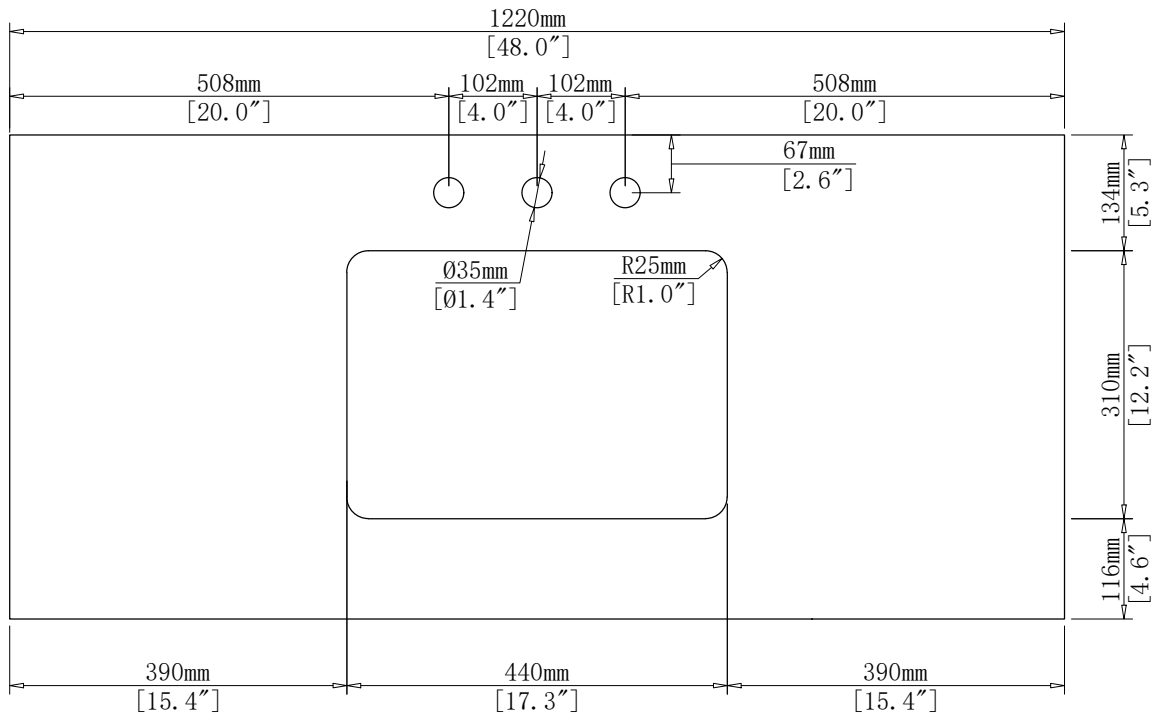 1220mm
[48.0"]
508mm
[20.0"]
102mm
[4.0"]
102mm
[4.0"]
508mm
[20.0"]
67mm
[2.6"]
134mm
[5.3"]
Ø35mm
[Ø1.4"]
R25mm
[R1.0"]
310mm
[12.2"]
116mm
[4.6"]
390mm
[15.4"]
440mm
[17.3"]
390mm
[15.4"]